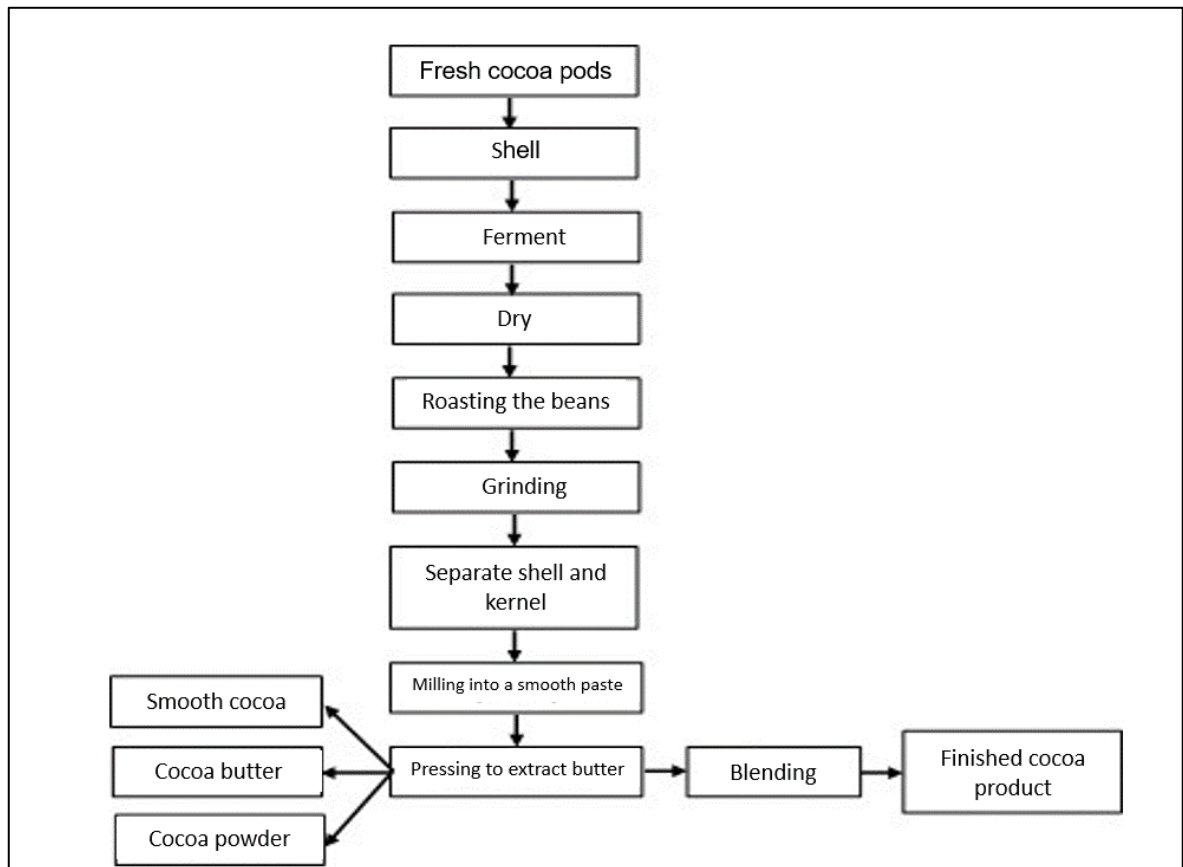 Fresh cocoa pods
Shell
Ferment
Dry
Roasting the beans
Grinding
Separate shell and
kernel
Milling into a smooth paste
Smooth cocoa
Cocoa butter
Cocoa powder
Pressing to extract butter
Blending
Finished cocoa
product